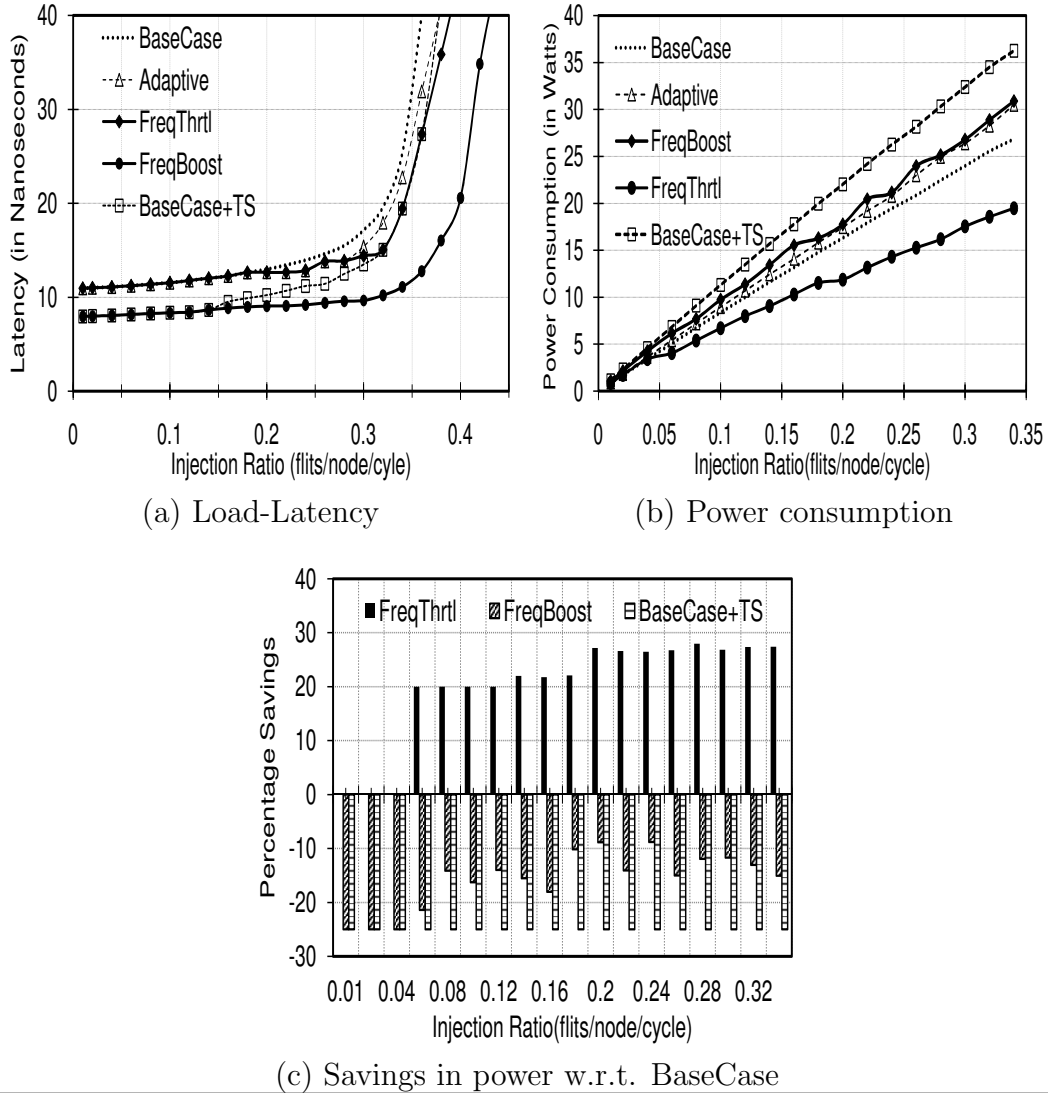 Latency (in Nanoseconds)
40
30
20
10
0
BaseCase
Adaptive
FreqThrtl
FreqBoost
BaseCase+TS
0 0.1 0.2 0.3 0.4
Injection Ratio (flits/node/cyle)
(a) Load-Latency
Power Consumption (in Watts)
40
35
30
25
20
15
10
5
0
BaseCase
Adaptive
FreqBoost
FreqThrtl
BaseCase+TS
0 0.05 0.1 0.15 0.2 0.25 0.3 0.35
Injection Ratio(flits/node/cycle)
(b) Power consumption
Percentage Savings
40
30
20
10
0
-10
-20
-30
FreqThrtl FreqBoost BaseCase+TS
0.01 0.04 0.08 0.12 0.16 0.2 0.24 0.28 0.32
Injection Ratio(flits/node/cycle)
(c) Savings in power w.r.t. BaseCase